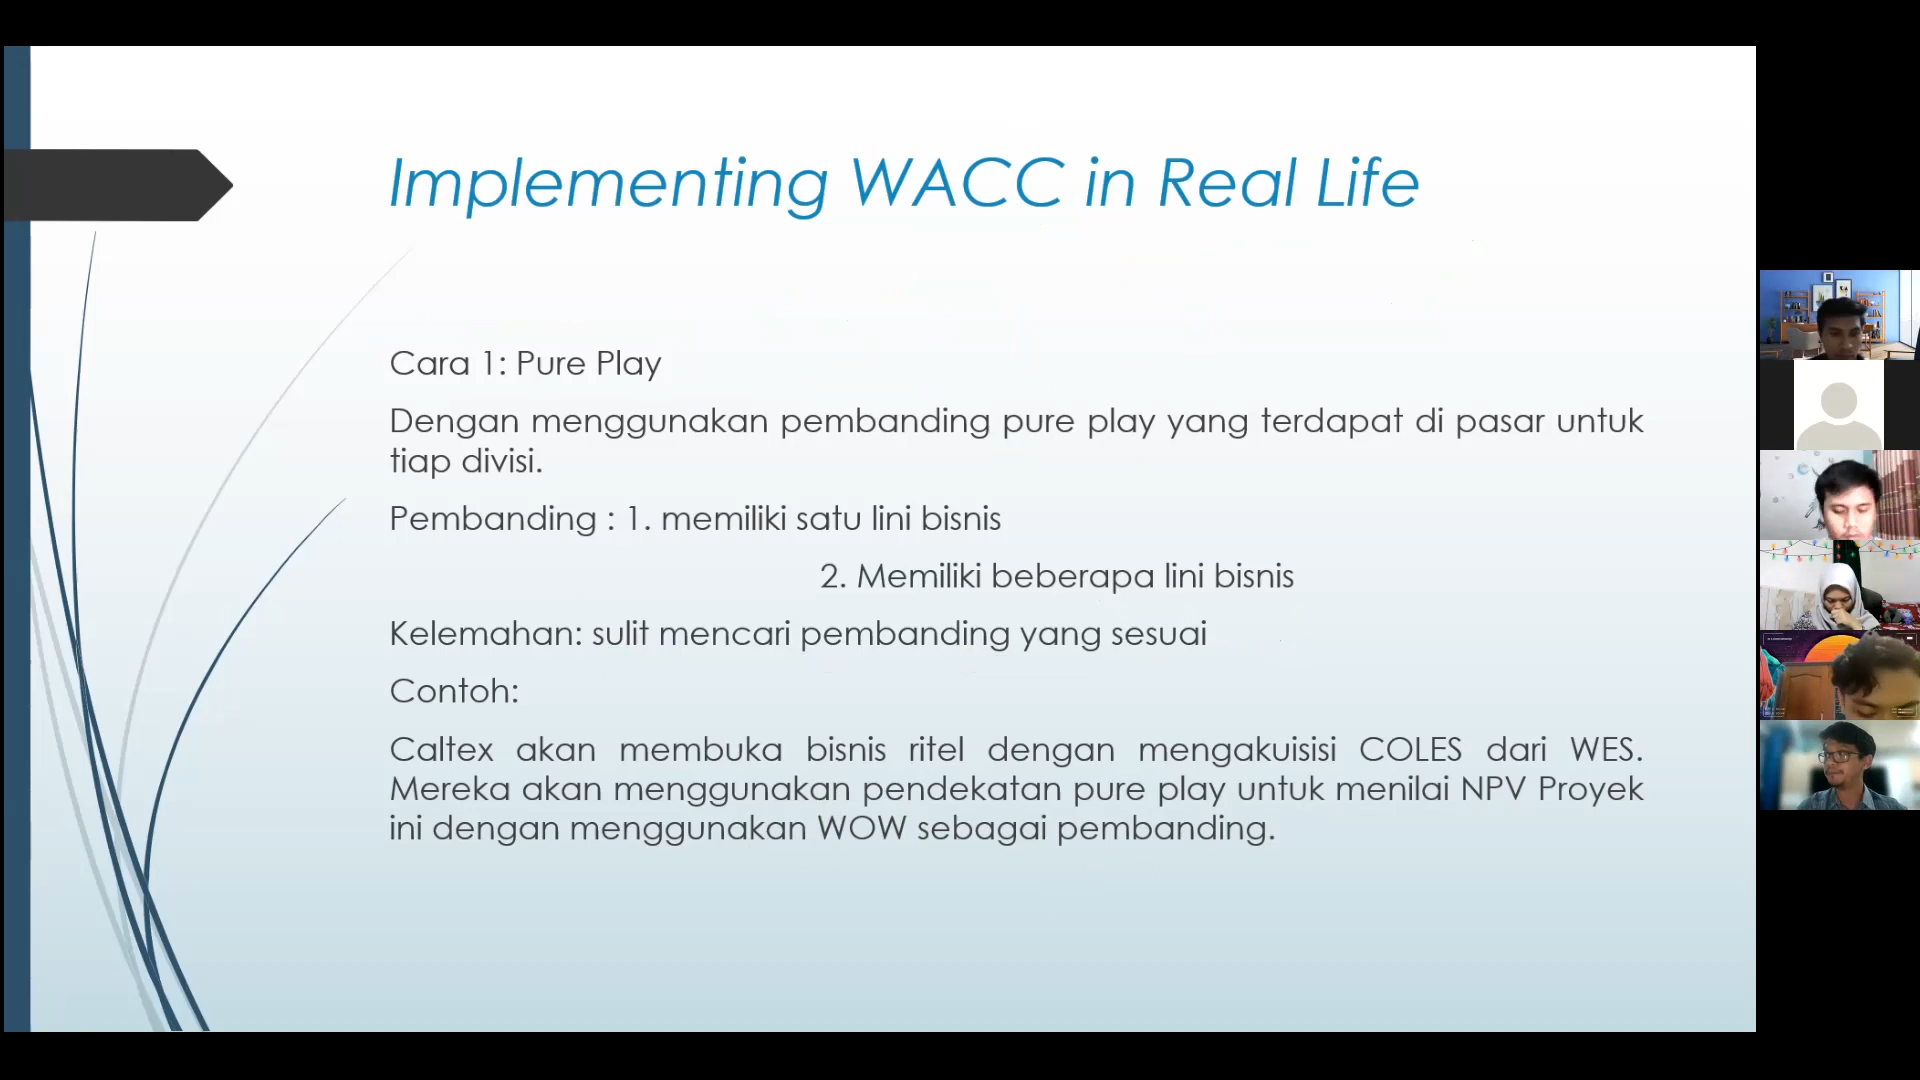 Implementing WACC in Real Life
Cara 1: Pure Play
Dengan menggunakan pembanding pure play yang terdapat di pasar untuk
tiap divisi.
Pembanding : 1. memiliki satu lini bisnis
2. Memiliki beberapa lini bisnis
Kelemahan: sulit mencari pembanding yang sesuai
Contoh:
Caltex akan membuka bisnis ritel dengan mengakuisisi COLES dari WES.
Mereka akan menggunakan pendekatan pure play untuk menilai NPV Proyek
ini dengan menggunakan WOW sebagai pembanding.